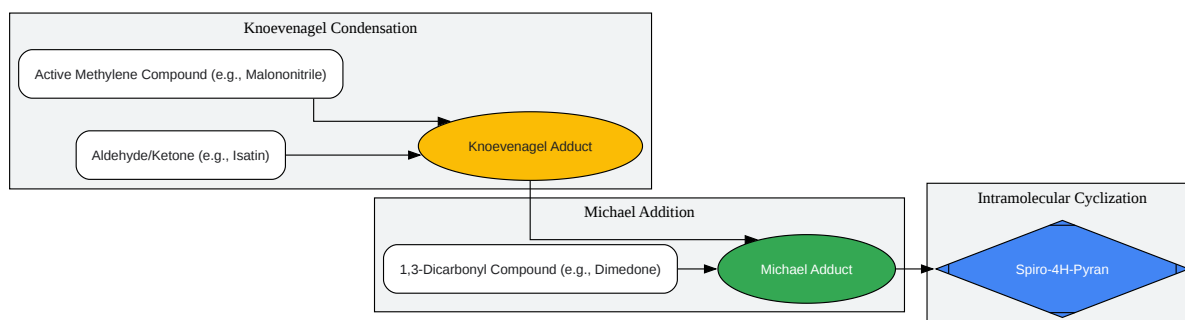 Knoevenagel Condensation
Active Methylene Compound (e.g., Malononitrile)
Aldehyde/Ketone (e.g., Isatin)
Knoevenagel Adduct
Michael Addition
1,3-Dicarbonyl Compound (e.g., Dimedone)
Michael Adduct
Intramolecular Cyclization
Spiro-4H-Pyran